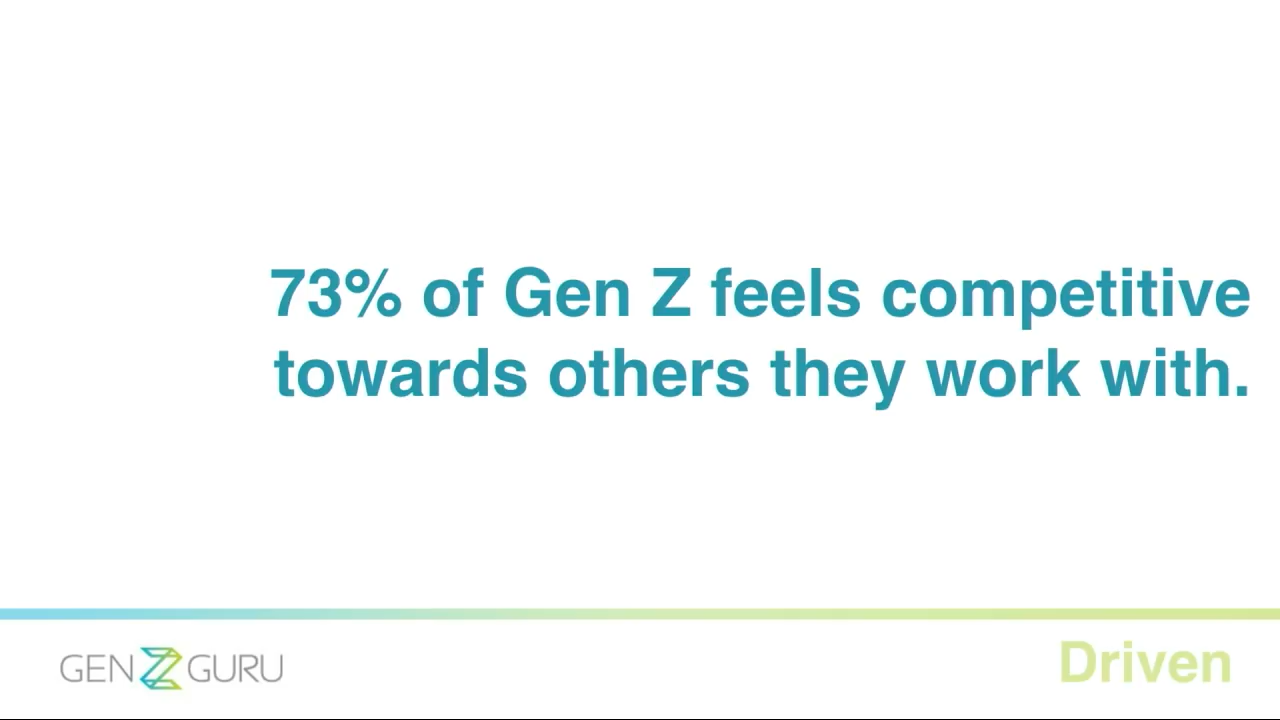 73% of Gen Z feels competitive
towards others they work with.
GEN Z GURU
Driven